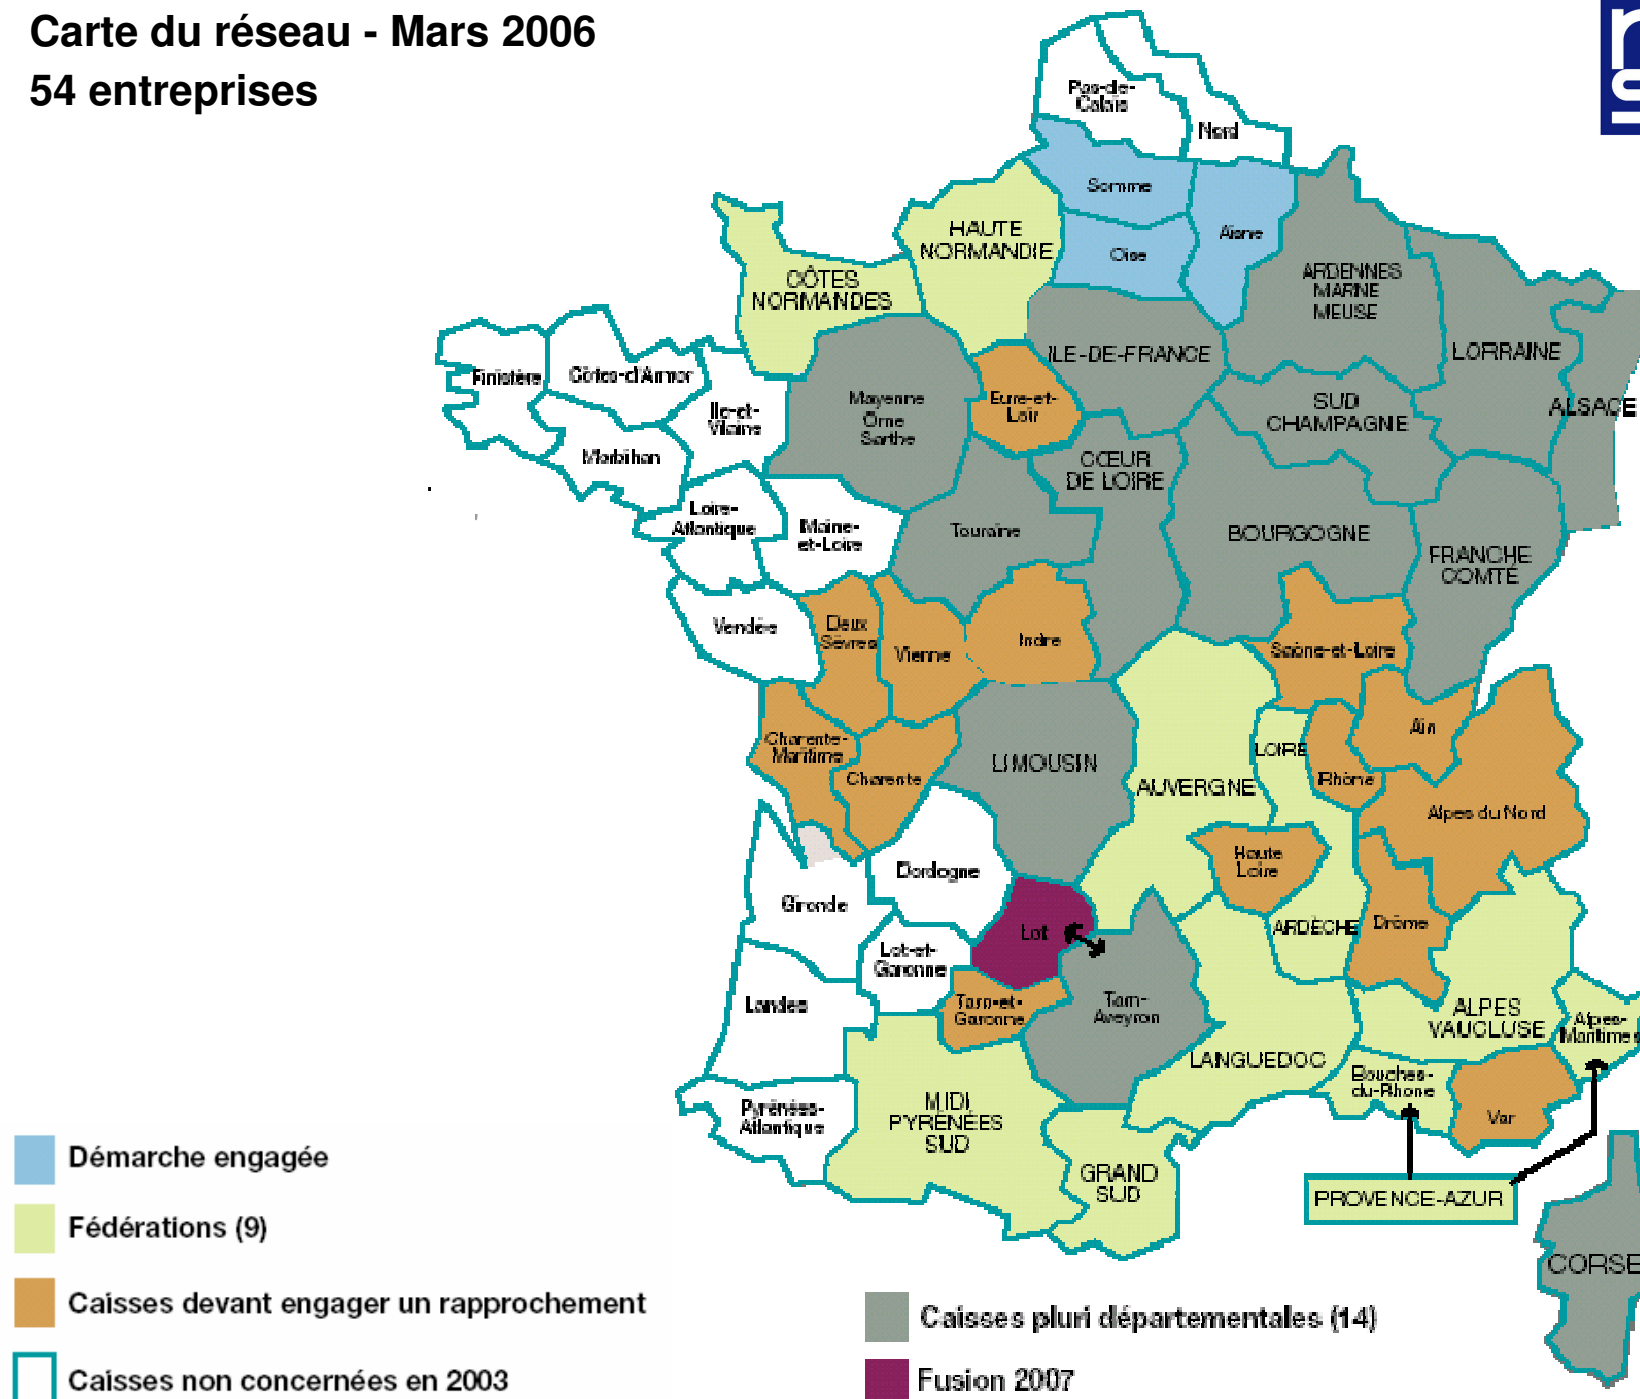 Carte du réseau - Mars 2006
54 entreprises
Pas-de-
Calais
Nord
Somme
Aisne
Oise
HAUTE
NORMANDIE
CÔTES
NORMANDES
ARDENNES
MARNE
MEUSE
LORRAINE
ALSACE
ILE-DE-FRANCE
Finistère
Côtes-d'Armor
Ile-et-
Vilaine
Morbihan
Mayenne
Orne
Sarthe
Eure-et-
Loir
SUD
CHAMPAGNE
CŒUR
DE LOIRE
Loire-
Atlantique
Maine-
et-Loire
Touraine
BOURGOGNE
FRANCHE
COMTÉ
Vendée
Deux
Sèvres
Vienne
Indre
Saône-et-Loire
Charente-
Maritime
Charente
LIMOUSIN
AUVERGNE
LOIRE
Rhône
Ain
Alpes du Nord
Dordogne
Gironde
Haute
Loire
Lot
ARDÈCHE
Drôme
Lot-et-
Garonne
Landes
Tarn-et-
Garonne
Tarn-
Aveyron
ALPES
VAUCLUSE
Alpes-
Maritimes
LANGUEDOC
Bouches-
du-Rhone
Var
Pyrénées-
Atlantique
MIDI
PYRÉNÉES
SUD
GRAND
SUD
PROVENCE-AZUR
CORSE
Démarche engagée
Fédérations (9)
Caisses devant engager un rapprochement
Caisses non concernées en 2003
Caisses pluri départementales (14)
Fusion 2007